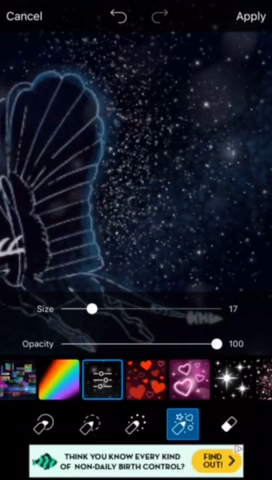 Cancel
Apply
Size
17
Opacity
100
THINK YOU KNOW EVERY KIND
OF NON-DAILY BIRTH CONTROL?
FIND
OUT!